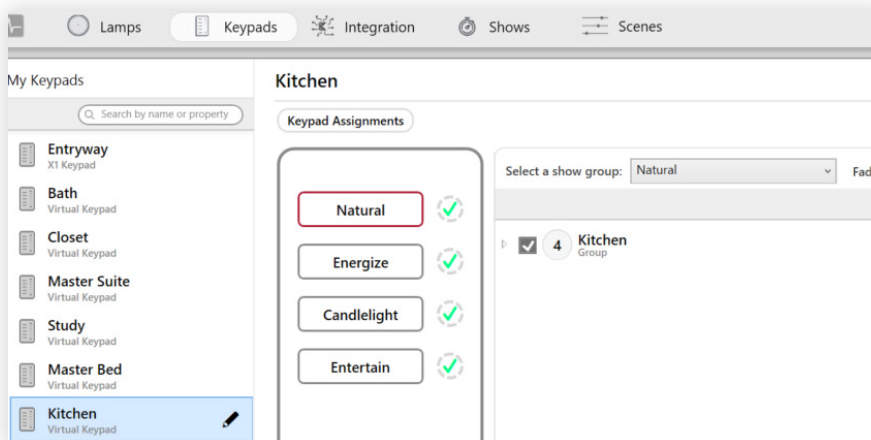 Lamps Keypads Integration Shows Scenes
My Keypads
Search by name or property
Entryway
X1 Keypad
Bath
Virtual Keypad
Closet
Virtual Keypad
Master Suite
Virtual Keypad
Study
Virtual Keypad
Master Bed
Virtual Keypad
Kitchen
Virtual Keypad
Kitchen
Keypad Assignments
Natural
Energize
Candlelight
Entertain
Select a show group: Natural Fad
4 Kitchen
Group